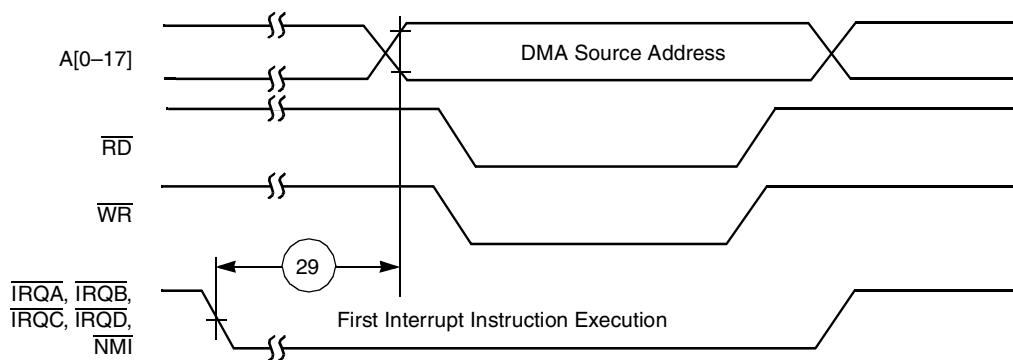 A[0–17]
DMA Source Address
RD
WR
29
IRQA, IRQB,
IRQC, IRQD,
NMI
First Interrupt Instruction Execution